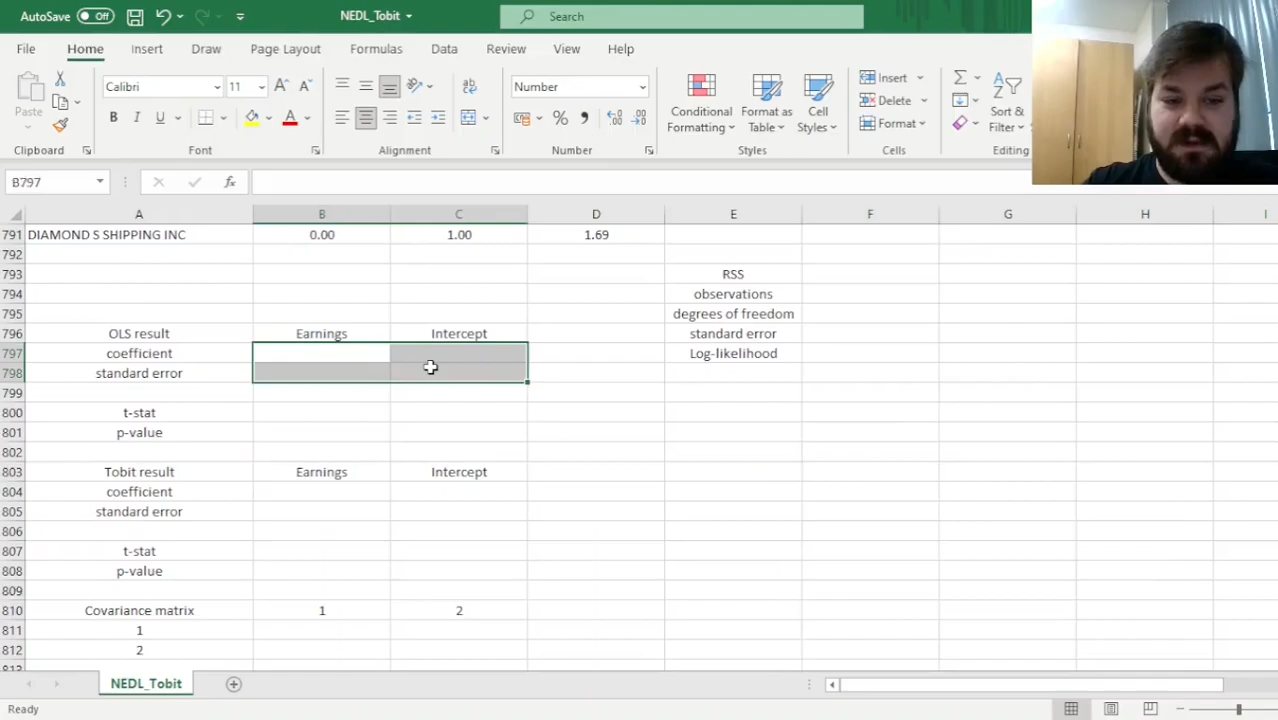 AutoSave Off NEDL_Tobit Search
File Home Insert Draw Page Layout Formulas Data Review View Help
Paste Calibri 11 B I U A Number % Conditional Formatting Format as Table Cell Styles Insert Delete Format Sort & Filter
Clipboard Font Alignment Number Styles Cells Editing
B797 fx
A B C D E F G H I
791 DIAMOND S SHIPPING INC 0.00 1.00 1.69
792
793 RSS
794 observations
795 degrees of freedom
796 OLS result Earnings Intercept standard error
797 coefficient Log-likelihood
798 standard error
799
800 t-stat
801 p-value
802
803 Tobit result Earnings Intercept
804 coefficient
805 standard error
806
807 t-stat
808 p-value
809
810 Covariance matrix 1 2
811 1
812 2
813
NEDL_Tobit
Ready